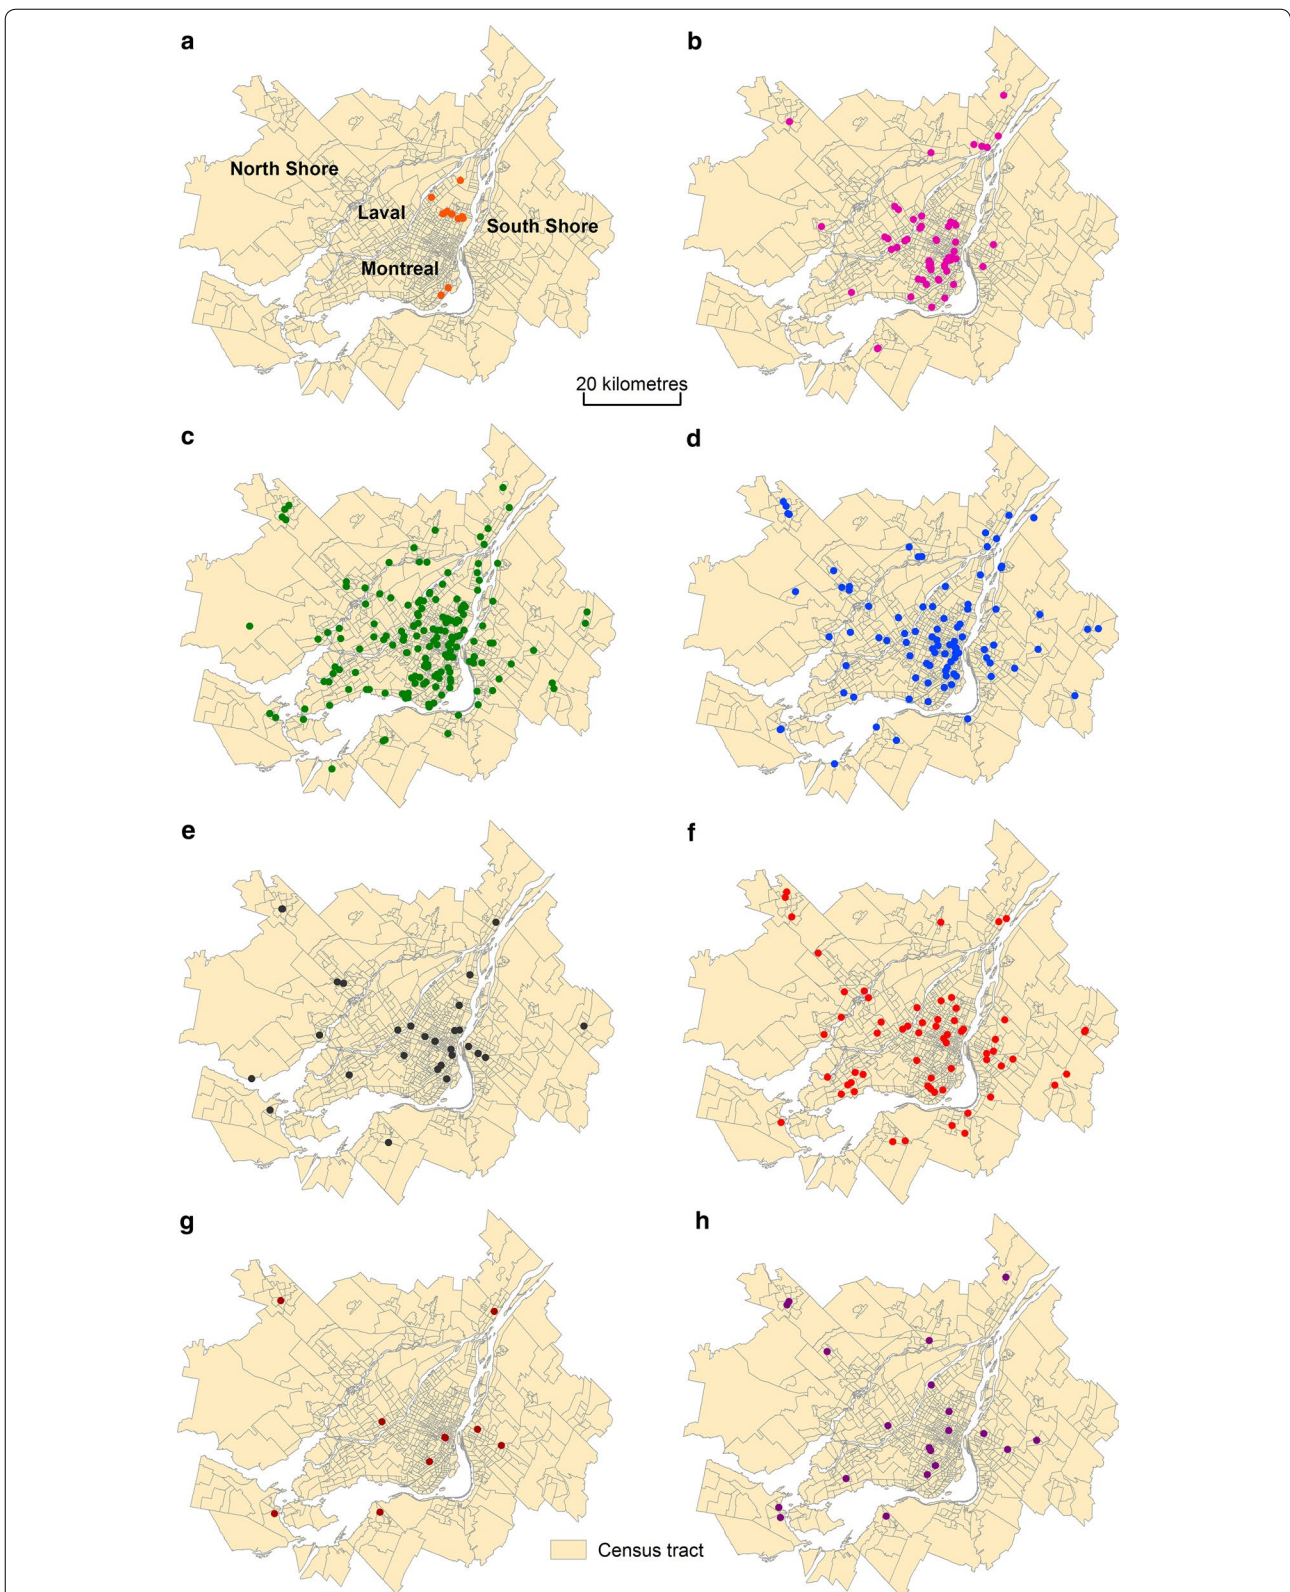 a
b
North Shore
Laval
South Shore
Montreal
20 kilometres
c
d
e
f
g
h
Census tract